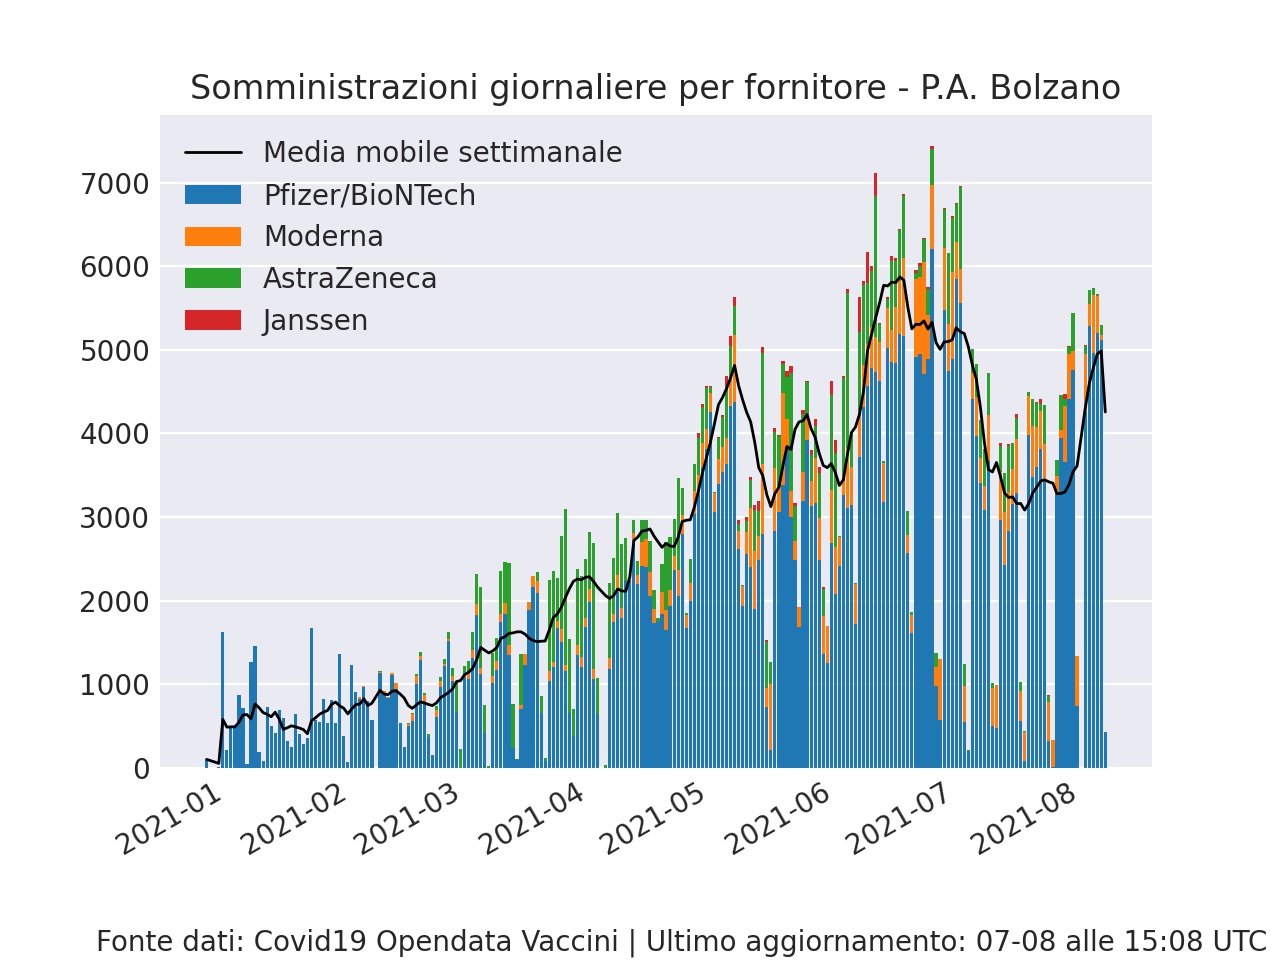 Somministrazioni giornaliere per fornitore - P.A. Bolzano
Media mobile settimanale
Pfizer/BioNTech
Moderna
AstraZeneca
Janssen
7000
6000
5000
4000
3000
2000
1000
0
2021-01
2021-02
2021-03
2021-04
2021-05
2021-06
2021-07
2021-08
Fonte dati: Covid19 Opendata Vaccini | Ultimo aggiornamento: 07-08 alle 15:08 UTC